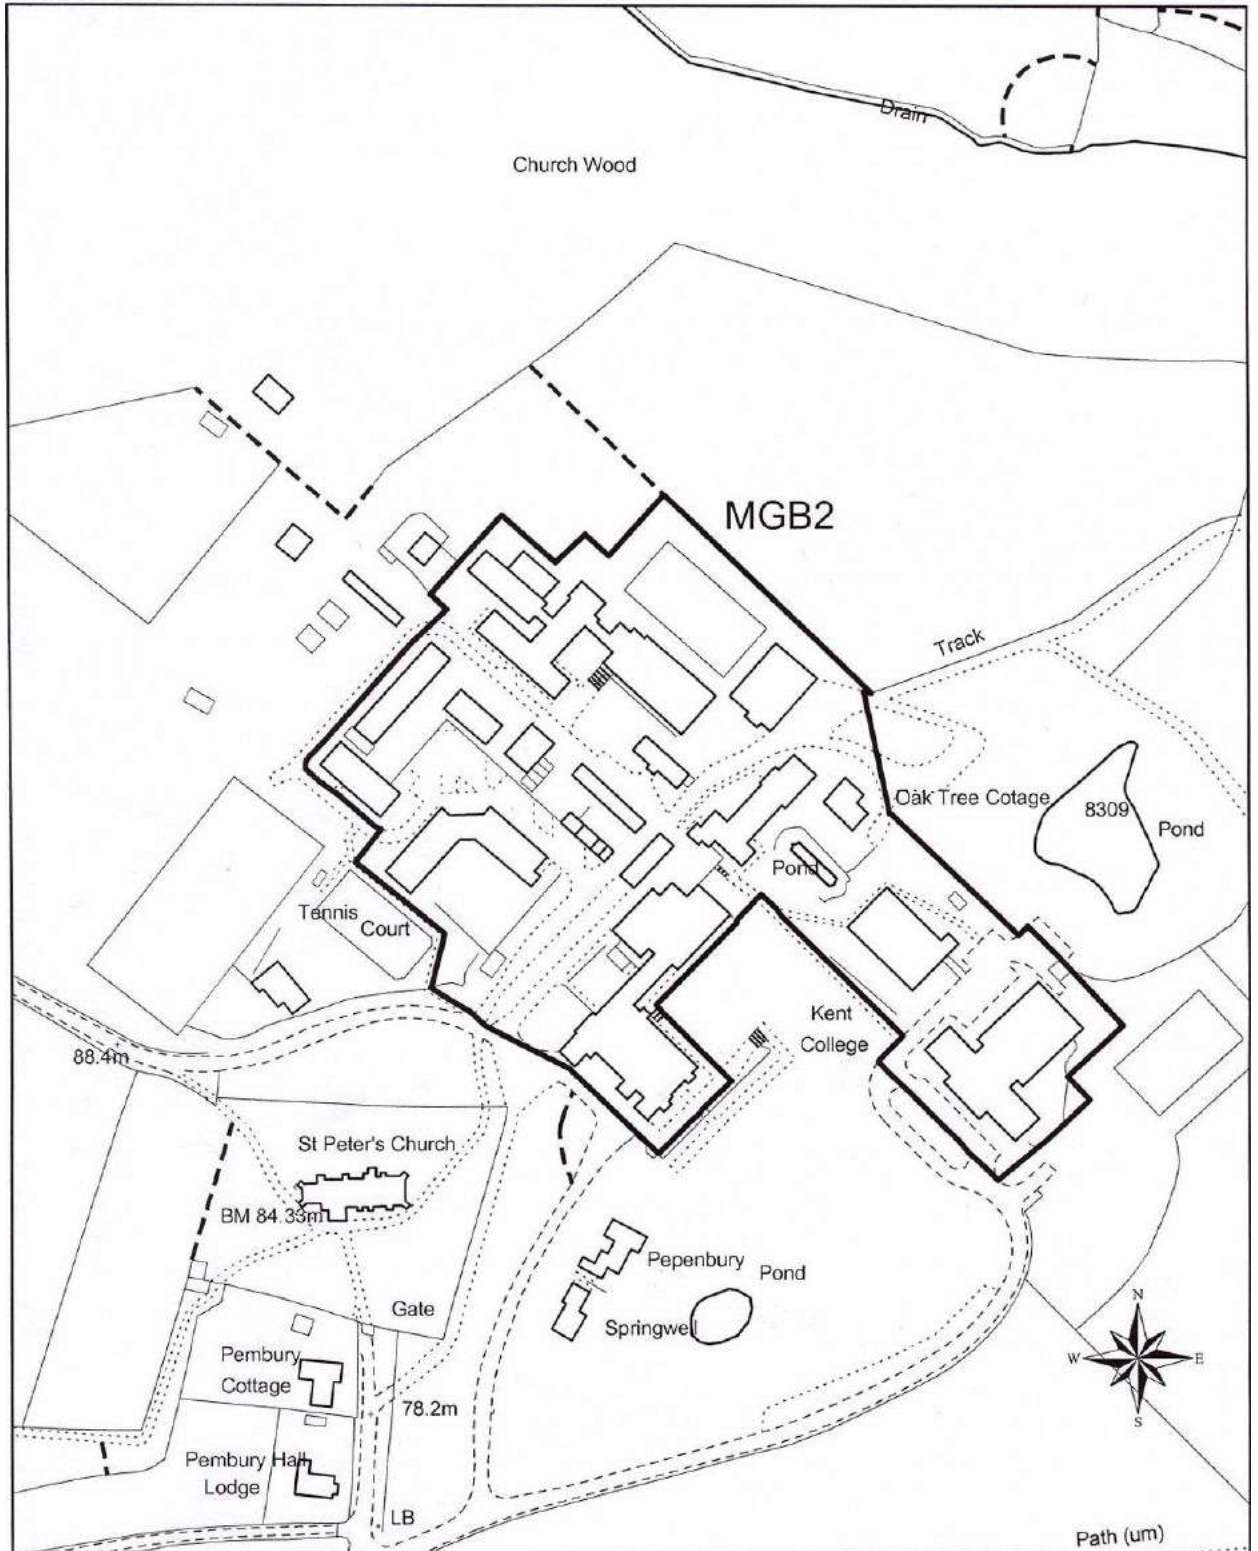 Drain
Church Wood
MGB2
Track
Oak Tree Cotage
8309
Pond
Pond
Tennis
Court
Kent
College
88.4m
St Peter's Church
BM 84.33m
Pepenbury
Pond
Gate
Springwel
N
W
E
S
Pembury
Cottage
78.2m
Pembury Hall
Lodge
LB
Path (um)